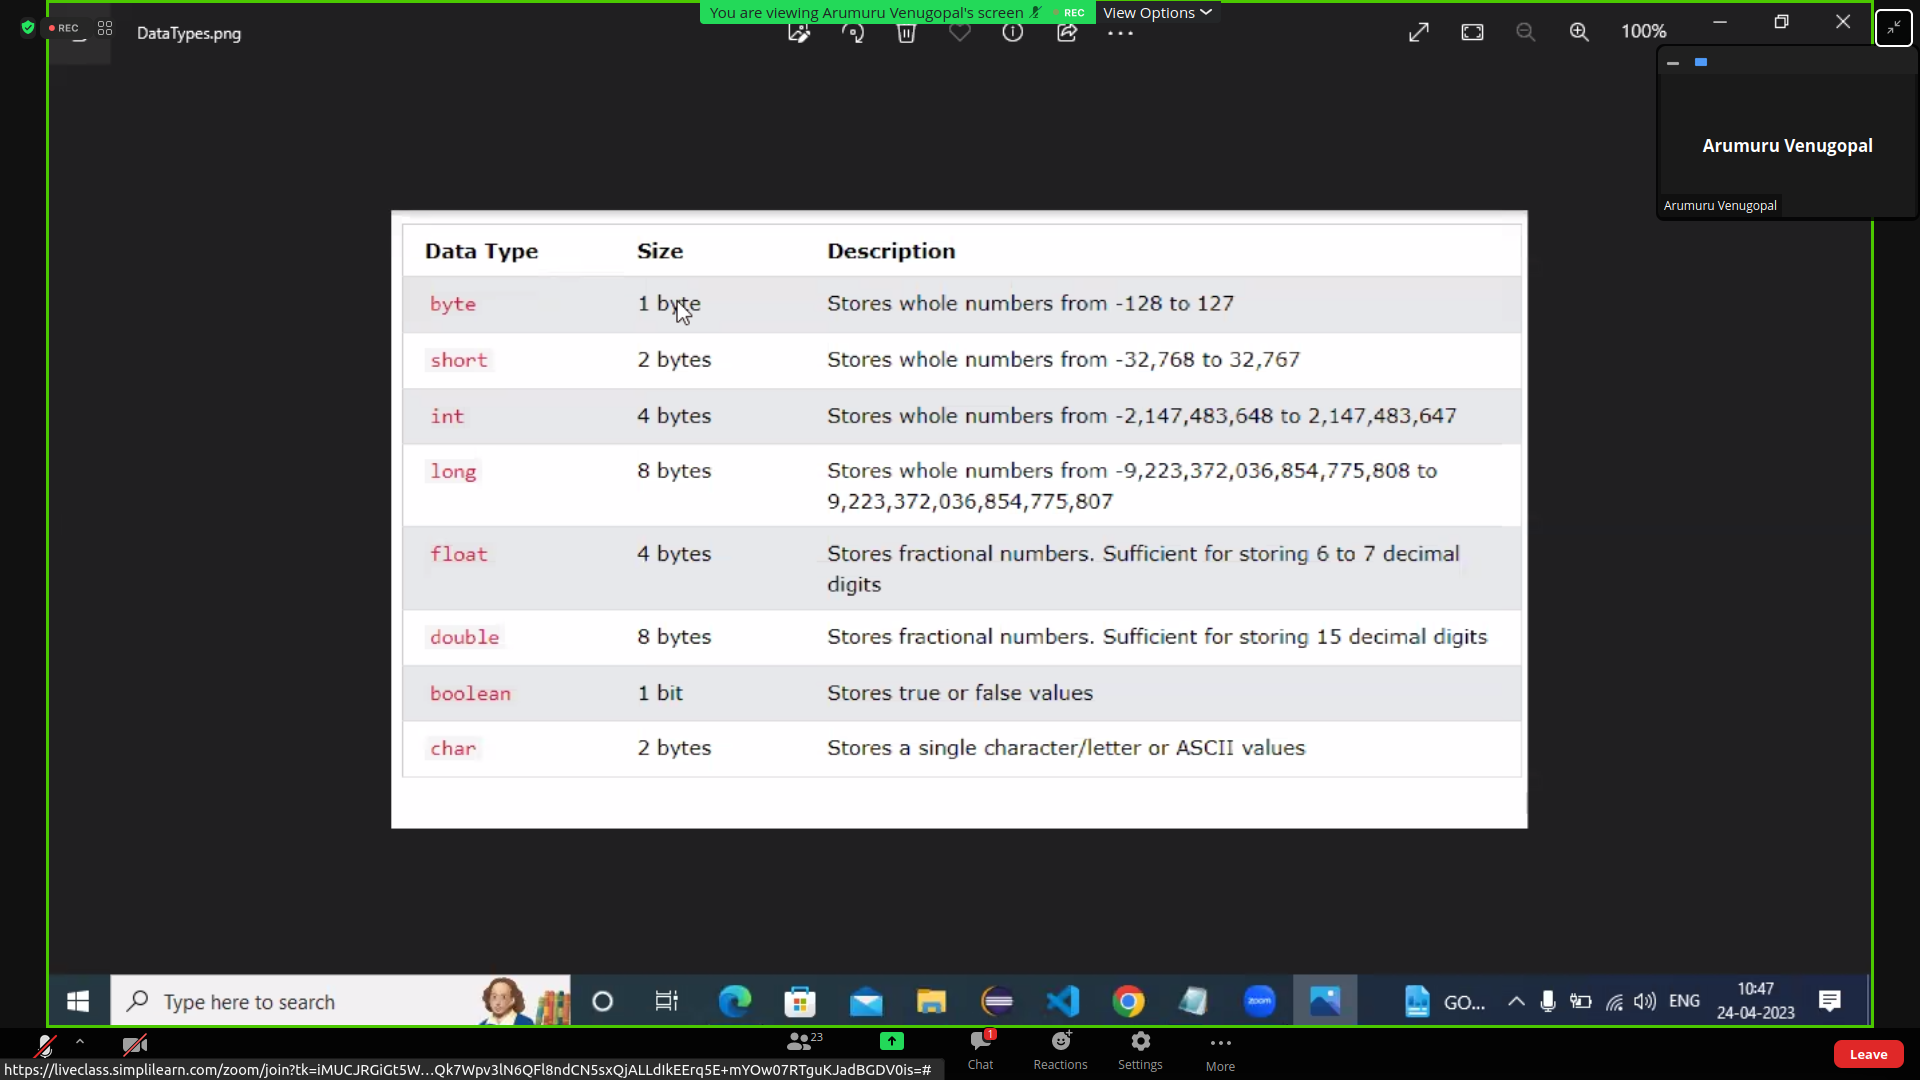 You are viewing Arumuru Venugopal's screen REC View Options
REC
DataTypes.png
100%
Arumuru Venugopal
Arumuru Venugopal
Data Type Size Description
byte 1 byte Stores whole numbers from -128 to 127
short 2 bytes Stores whole numbers from -32,768 to 32,767
int 4 bytes Stores whole numbers from -2,147,483,648 to 2,147,483,647
long 8 bytes Stores whole numbers from -9,223,372,036,854,775,808 to
9,223,372,036,854,775,807
float 4 bytes Stores fractional numbers. Sufficient for storing 6 to 7 decimal
digits
double 8 bytes Stores fractional numbers. Sufficient for storing 15 decimal digits
boolean 1 bit Stores true or false values
char 2 bytes Stores a single character/letter or ASCII values
Type here to search
zoom
GO...
ENG
10:47
24-04-2023
23
1
Chat Reactions Settings More
Leave
https://liveclass.simplilearn.com/zoom/join?tk=iMUCJRGiGt5W...Qk7Wpv3lN6QFl8ndCN5sxQjALLdIkEErq5E+mYOw07RTguKJadBGDV0is=#